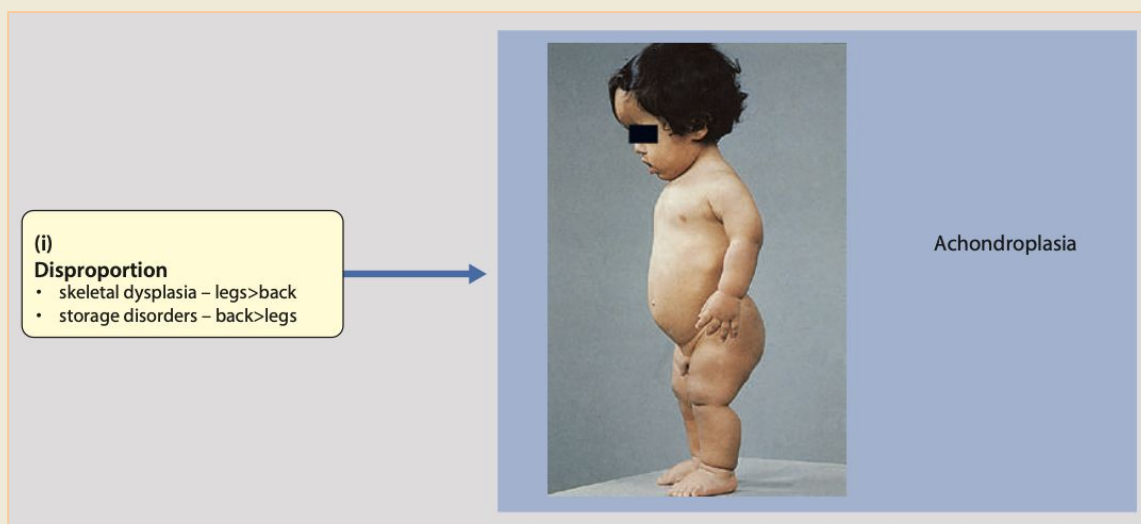 (i)
Disproportion
• skeletal dysplasia – legs>back
• storage disorders – back>legs
Achondroplasia